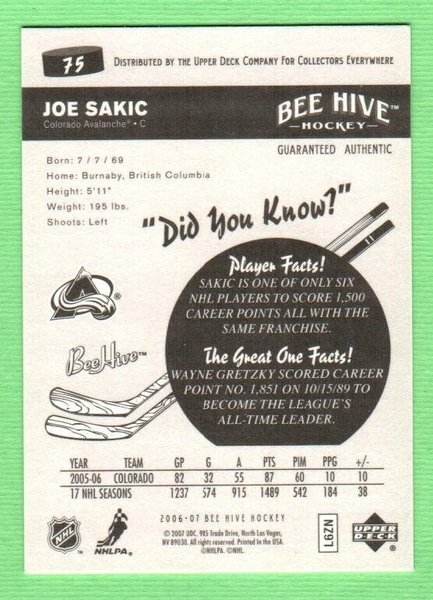 75
DISTRIBUTED BY THE UPPER DECK COMPANY FOR COLLECTORS EVERYWHERE
JOE SAKIC
Colorado Avalanche® • C
BEE HIVE™
HOCKEY
GUARANTEED AUTHENTIC
Born: 7 / 7 / 69
Home: Burnaby, British Columbia
Height: 5'11"
Weight: 195 lbs.
Shoots: Left
"Did You Know?"
Player Facts!
SAKIC IS ONE OF ONLY SIX
NHL PLAYERS TO SCORE 1,500
CAREER POINTS ALL WITH THE
SAME FRANCHISE.
The Great One Facts!
WAYNE GRETZKY SCORED CAREER
POINT NO. 1,851 ON 10/15/89 TO
BECOME THE LEAGUE'S
ALL-TIME LEADER.
A®
BeeHive™
YEAR TEAM GP G A PTS PIM PPG +/-
2005-06 COLORADO 82 32 55 87 60 10 10
17 NHL SEASONS 1237 574 915 1489 542 184 38
NHL
NHLPA.
2006-07 BEE HIVE HOCKEY
© 2007 UDC. 985 Trade Drive, North Las Vegas,
NV 89030. All Rights Reserved. Printed in the USA.
©NHLPA. ©NHL.
L6ZN
UPPER
DECK®